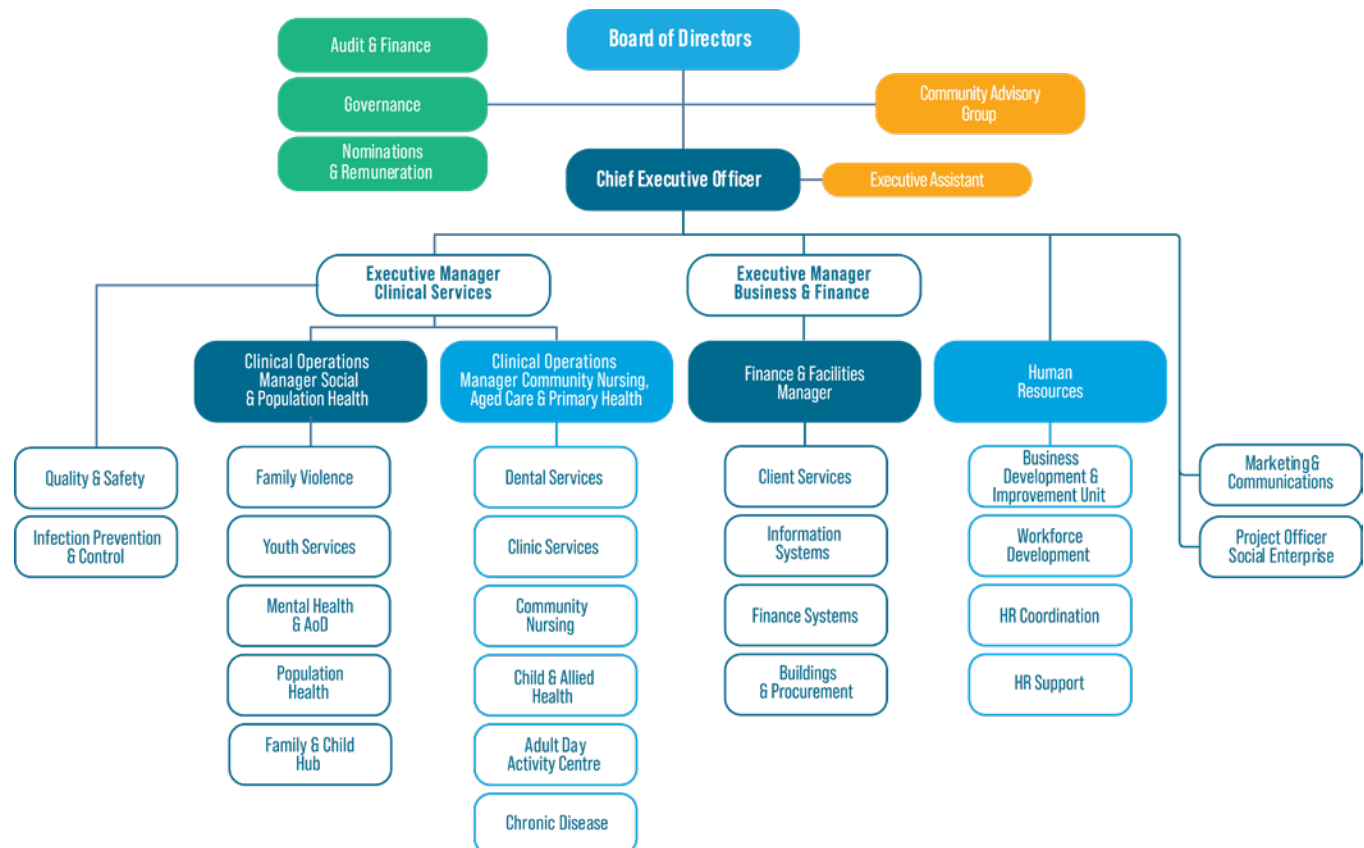 Audit & Finance
Board of Directors
Governance
Community Advisory
Group
Nominations
& Remuneration
Chief Executive Officer
Executive Assistant
Executive Manager
Clinical Services
Executive Manager
Business & Finance
Clinical Operations
Manager Social
& Population Health
Clinical Operations
Manager Community Nursing,
Aged Care & Primary Health
Finance & Facilities
Manager
Human
Resources
Quality & Safety
Infection Prevention
& Control
Family Violence
Youth Services
Mental Health
& AoD
Population
Health
Family & Child
Hub
Dental Services
Clinic Services
Community
Nursing
Child & Allied
Health
Adult Day
Activity Centre
Chronic Disease
Client Services
Information
Systems
Finance Systems
Buildings
& Procurement
Business
Development &
Improvement Unit
Workforce
Development
HR Coordination
HR Support
Marketing &
Communications
Project Officer
Social Enterprise